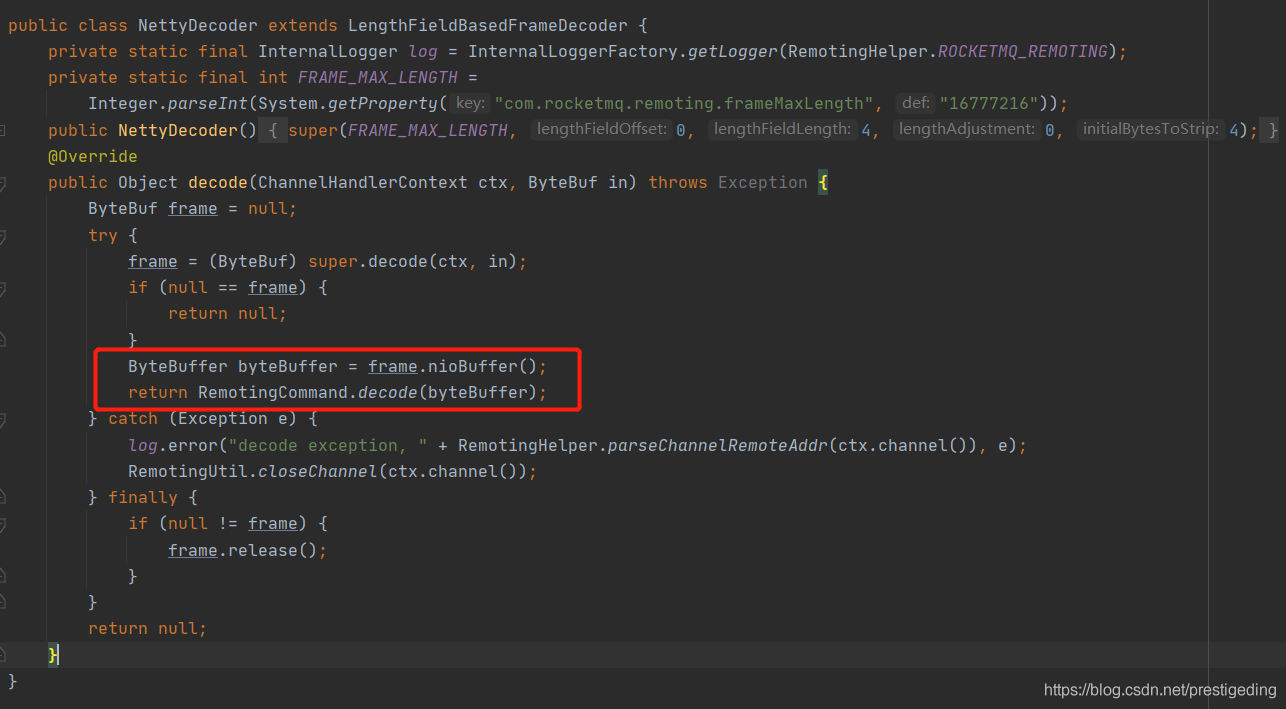 public class NettyDecoder extends LengthFieldBasedFrameDecoder {
    private static final InternalLogger log = InternalLoggerFactory.getLogger(RemotingHelper.ROCKETMQ_REMOTING);
    private static final int FRAME_MAX_LENGTH =
        Integer.parseInt(System.getProperty( key: "com.rocketmq.remoting.frameMaxLength", def: "16777216"));
    public NettyDecoder() { super(FRAME_MAX_LENGTH, lengthFieldOffset: 0, lengthFieldLength: 4, lengthAdjustment: 0, initialBytesToStrip: 4); }
    @Override
    public Object decode(ChannelHandlerContext ctx, ByteBuf in) throws Exception {
        ByteBuf frame = null;
        try {
            frame = (ByteBuf) super.decode(ctx, in);
            if (null == frame) {
                return null;
            }
            ByteBuffer byteBuffer = frame.nioBuffer();
            return RemotingCommand.decode(byteBuffer);
        } catch (Exception e) {
            log.error("decode exception, " + RemotingHelper.parseChannelRemoteAddr(ctx.channel()), e);
            RemotingUtil.closeChannel(ctx.channel());
        } finally {
            if (null != frame) {
                frame.release();
            }
        }
        return null;
    }
}
https://blog.csdn.net/prestigeding